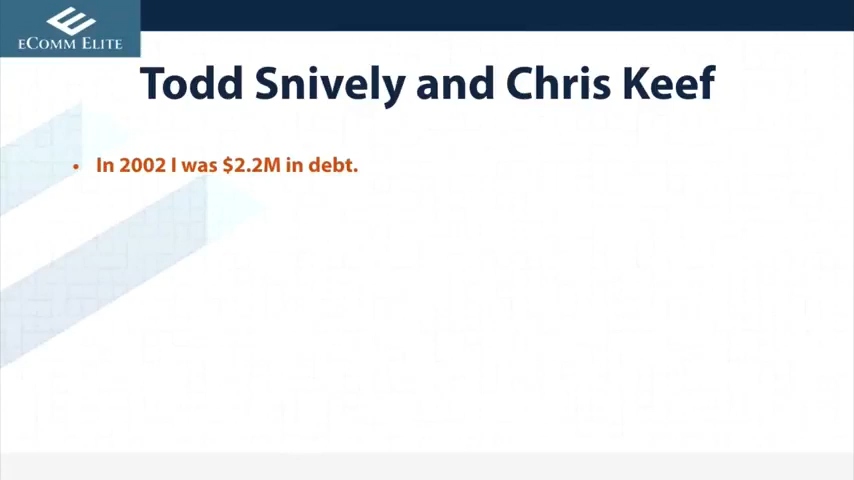 eComm Elite
Todd Snively and Chris Keef
• In 2002 I was $2.2M in debt.